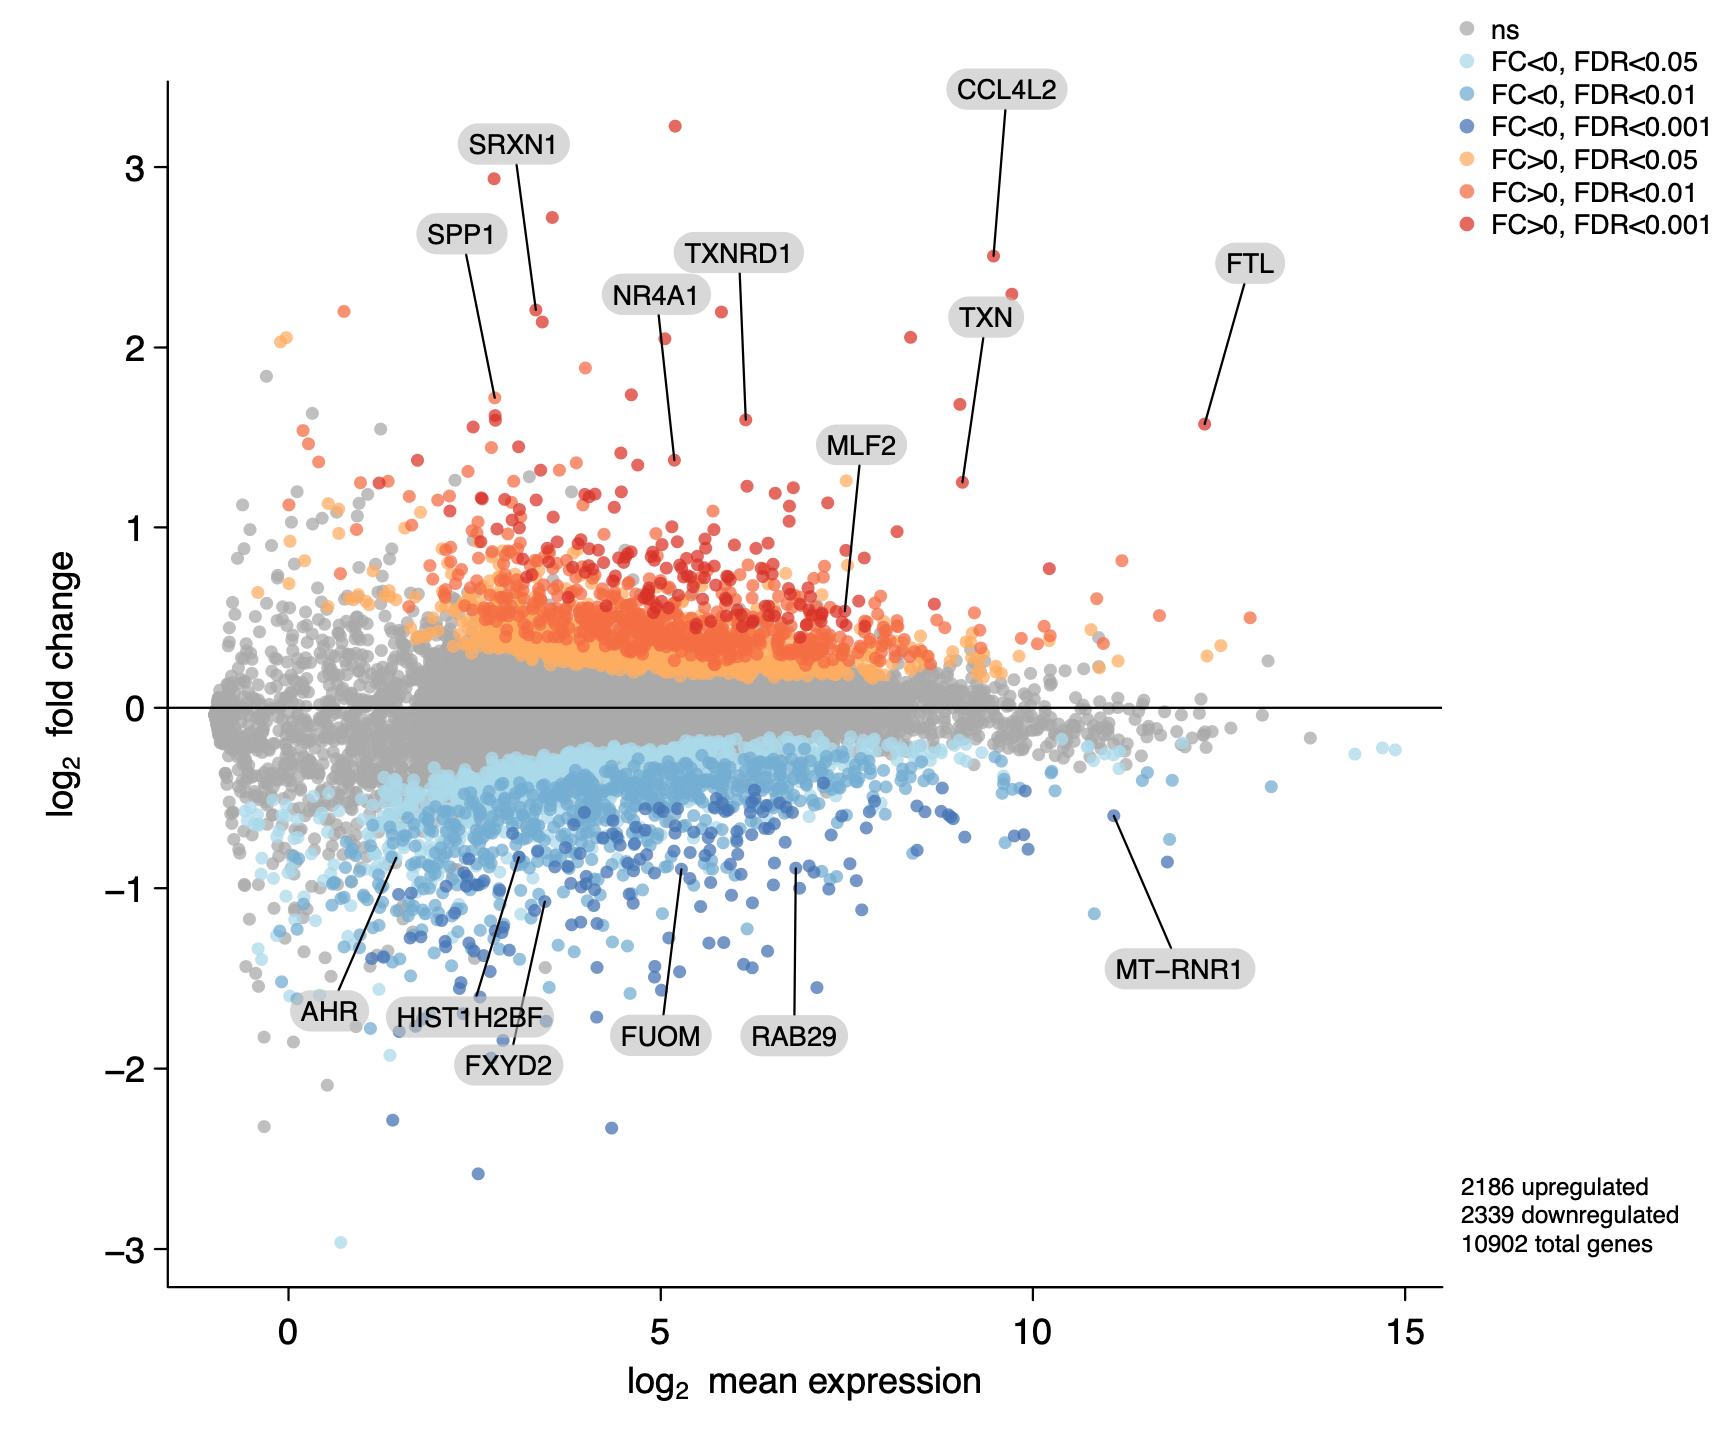 ns
FC<0, FDR<0.05
FC<0, FDR<0.01
FC<0, FDR<0.001
FC>0, FDR<0.05
FC>0, FDR<0.01
FC>0, FDR<0.001
CCL4L2
SRXN1
SPP1
TXNRD1
FTL
NR4A1
TXN
MLF2
MT−RNR1
AHR
HIST1H2BF
FUOM
RAB29
FXYD2
3
2
1
0
−1
−2
−3
log2 fold change
0
5
10
15
log2 mean expression
2186 upregulated
2339 downregulated
10902 total genes